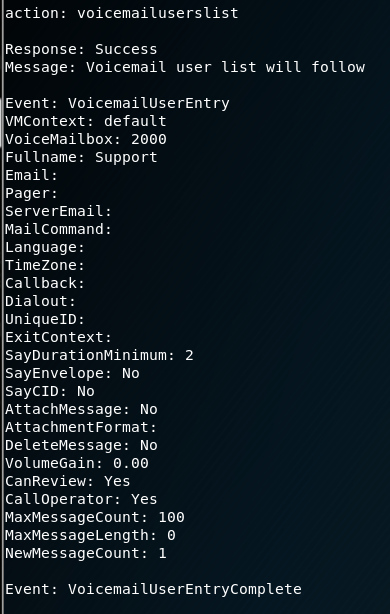 action: voicemailuserslist
Response: Success
Message: Voicemail user list will follow
Event: VoicemailUserEntry
VMContext: default
VoiceMailbox: 2000
Fullname: Support
Email:
Pager:
ServerEmail:
MailCommand:
Language:
TimeZone:
Callback:
Dialout:
UniqueID:
ExitContext:
SayDurationMinimum: 2
SayEnvelope: No
SayCID: No
AttachMessage: No
AttachmentFormat:
DeleteMessage: No
VolumeGain: 0.00
CanReview: Yes
CallOperator: Yes
MaxMessageCount: 100
MaxMessageLength: 0
NewMessageCount: 1
Event: VoicemailUserEntryComplete